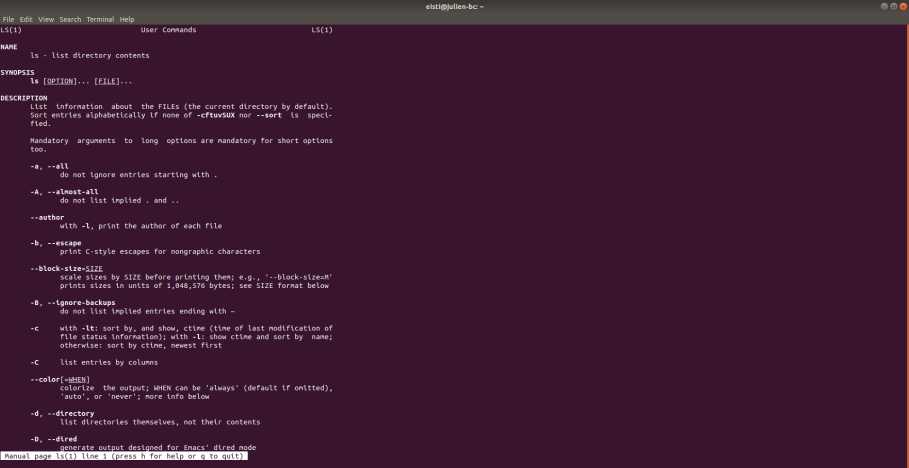 elsti@julien-bc: ~
File Edit View Search Terminal Help
LS(1) User Commands LS(1)
NAME
ls - list directory contents
SYNOPSIS
ls [OPTION]... [FILE]...
DESCRIPTION
List information about the FILEs (the current directory by default).
Sort entries alphabetically if none of -cftuvSUX nor --sort is speci-
fied.
Mandatory arguments to long options are mandatory for short options
too.
-a, --all
do not ignore entries starting with .
-A, --almost-all
do not list implied . and ..
--author
with -l, print the author of each file
-b, --escape
print C-style escapes for nongraphic characters
--block-size=SIZE
scale sizes by SIZE before printing them; e.g., '--block-size=M'
prints sizes in units of 1,048,576 bytes; see SIZE format below
-B, --ignore-backups
do not list implied entries ending with ~
-c with -lt: sort by, and show, ctime (time of last modification of
file status information); with -l: show ctime and sort by name;
otherwise: sort by ctime, newest first
-C list entries by columns
--color[=WHEN]
colorize the output; WHEN can be 'always' (default if omitted),
'auto', or 'never'; more info below
-d, --directory
list directories themselves, not their contents
-D, --dired
generate output designed for Emacs' dired mode
Manual page ls(1) line 1 (press h for help or q to quit)